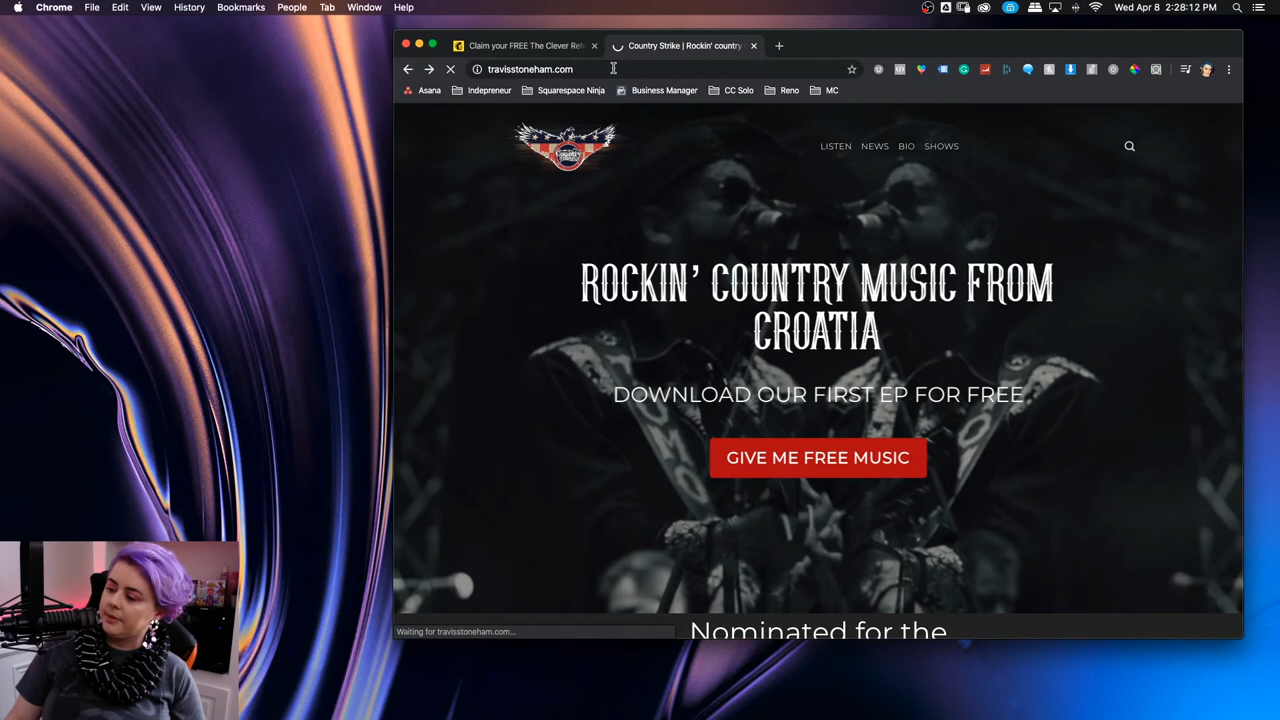 Chrome File Edit View History Bookmarks People Tab Window Help
Wed Apr 8 2:28:12 PM
Claim your FREE The Clever Ret
Country Strike | Rockin' country
travisstoneham.com
Asana Indepreneur Squarespace Ninja Business Manager CC Solo Reno MC
Country
LISTEN NEWS BIO SHOWS
ROCKIN' COUNTRY MUSIC FROM
CROATIA
DOWNLOAD OUR FIRST EP FOR FREE
GIVE ME FREE MUSIC
Nominated for the
Waiting for travisstoneham.com...